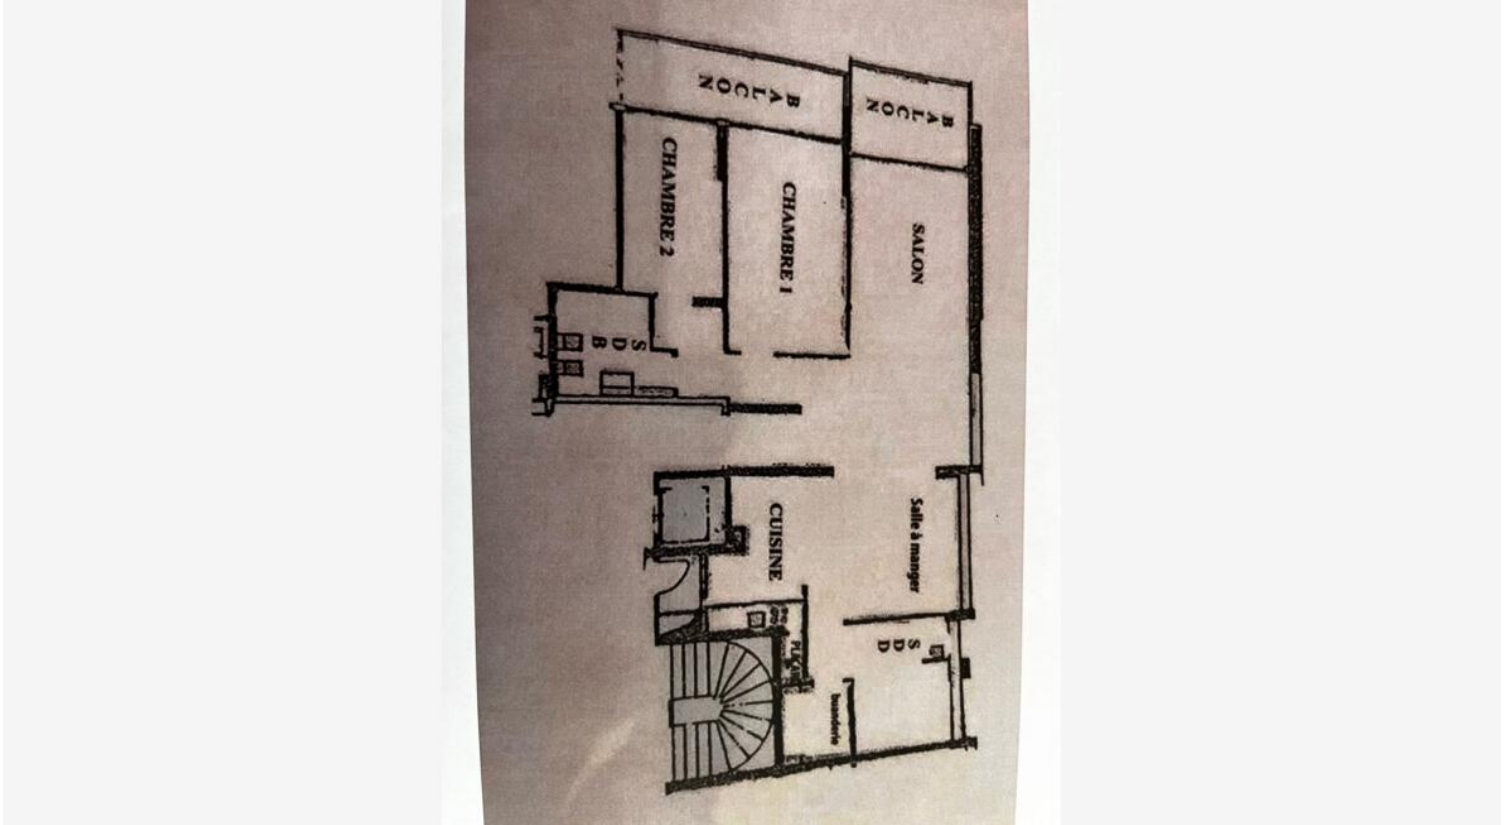 BALCON
BALCON
CHAMBRE 2
CHAMBRE 1
SALON
SDB
CUISINE
Salle à manger
SDD
PLACARD
buanderie